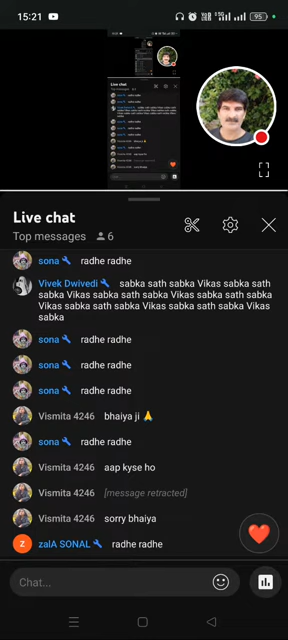 15:21
95
Live chat
Top messages 6
sona radhe radhe
Vivek Dwivedi sabka sath sabka Vikas sabka sath
sabka Vikas sabka sath sabka Vikas sabka sath sabka
Vikas sabka sath sabka Vikas sabka sath sabka Vikas
sabka
sona radhe radhe
sona radhe radhe
sona radhe radhe
Vismita 4246 bhaiya ji 🙏
sona radhe radhe
Vismita 4246 aap kyse ho
Vismita 4246 [message retracted]
Vismita 4246 sorry bhaiya
Z zalA SONAL radhe radhe
Chat...